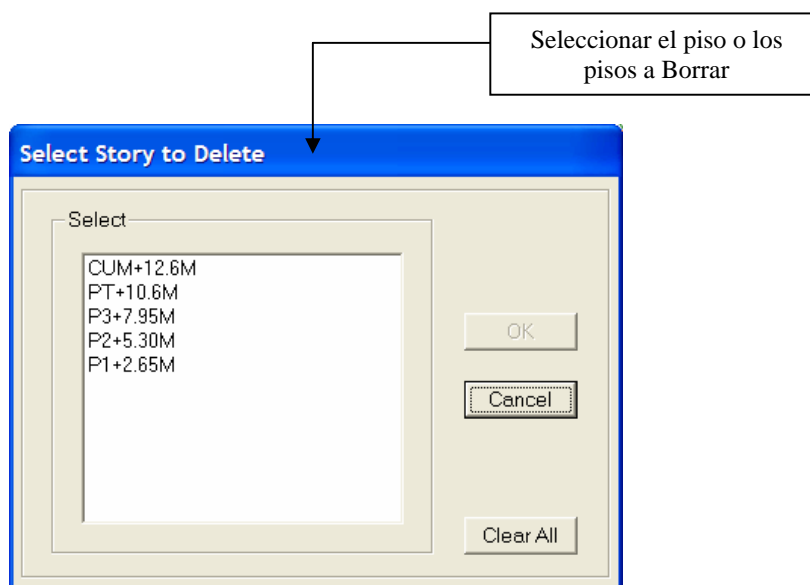 Seleccionar el piso o los
pisos a Borrar
Select Story to Delete
Select
CUM+12.6M
PT+10.6M
P3+7.95M
P2+5.30M
P1+2.65M
OK
Cancel
Clear All